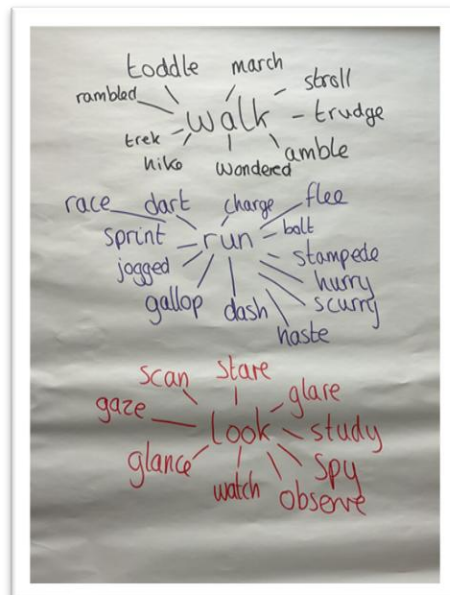 toddle march
rambled stroll
walk trudge
trek
hike wondered amble
race dart charge flee
sprint run bolt
jogged stampede
gallop dash hurry
scurry
haste
scan stare
gaze glare
look study
glance watch spy
observe